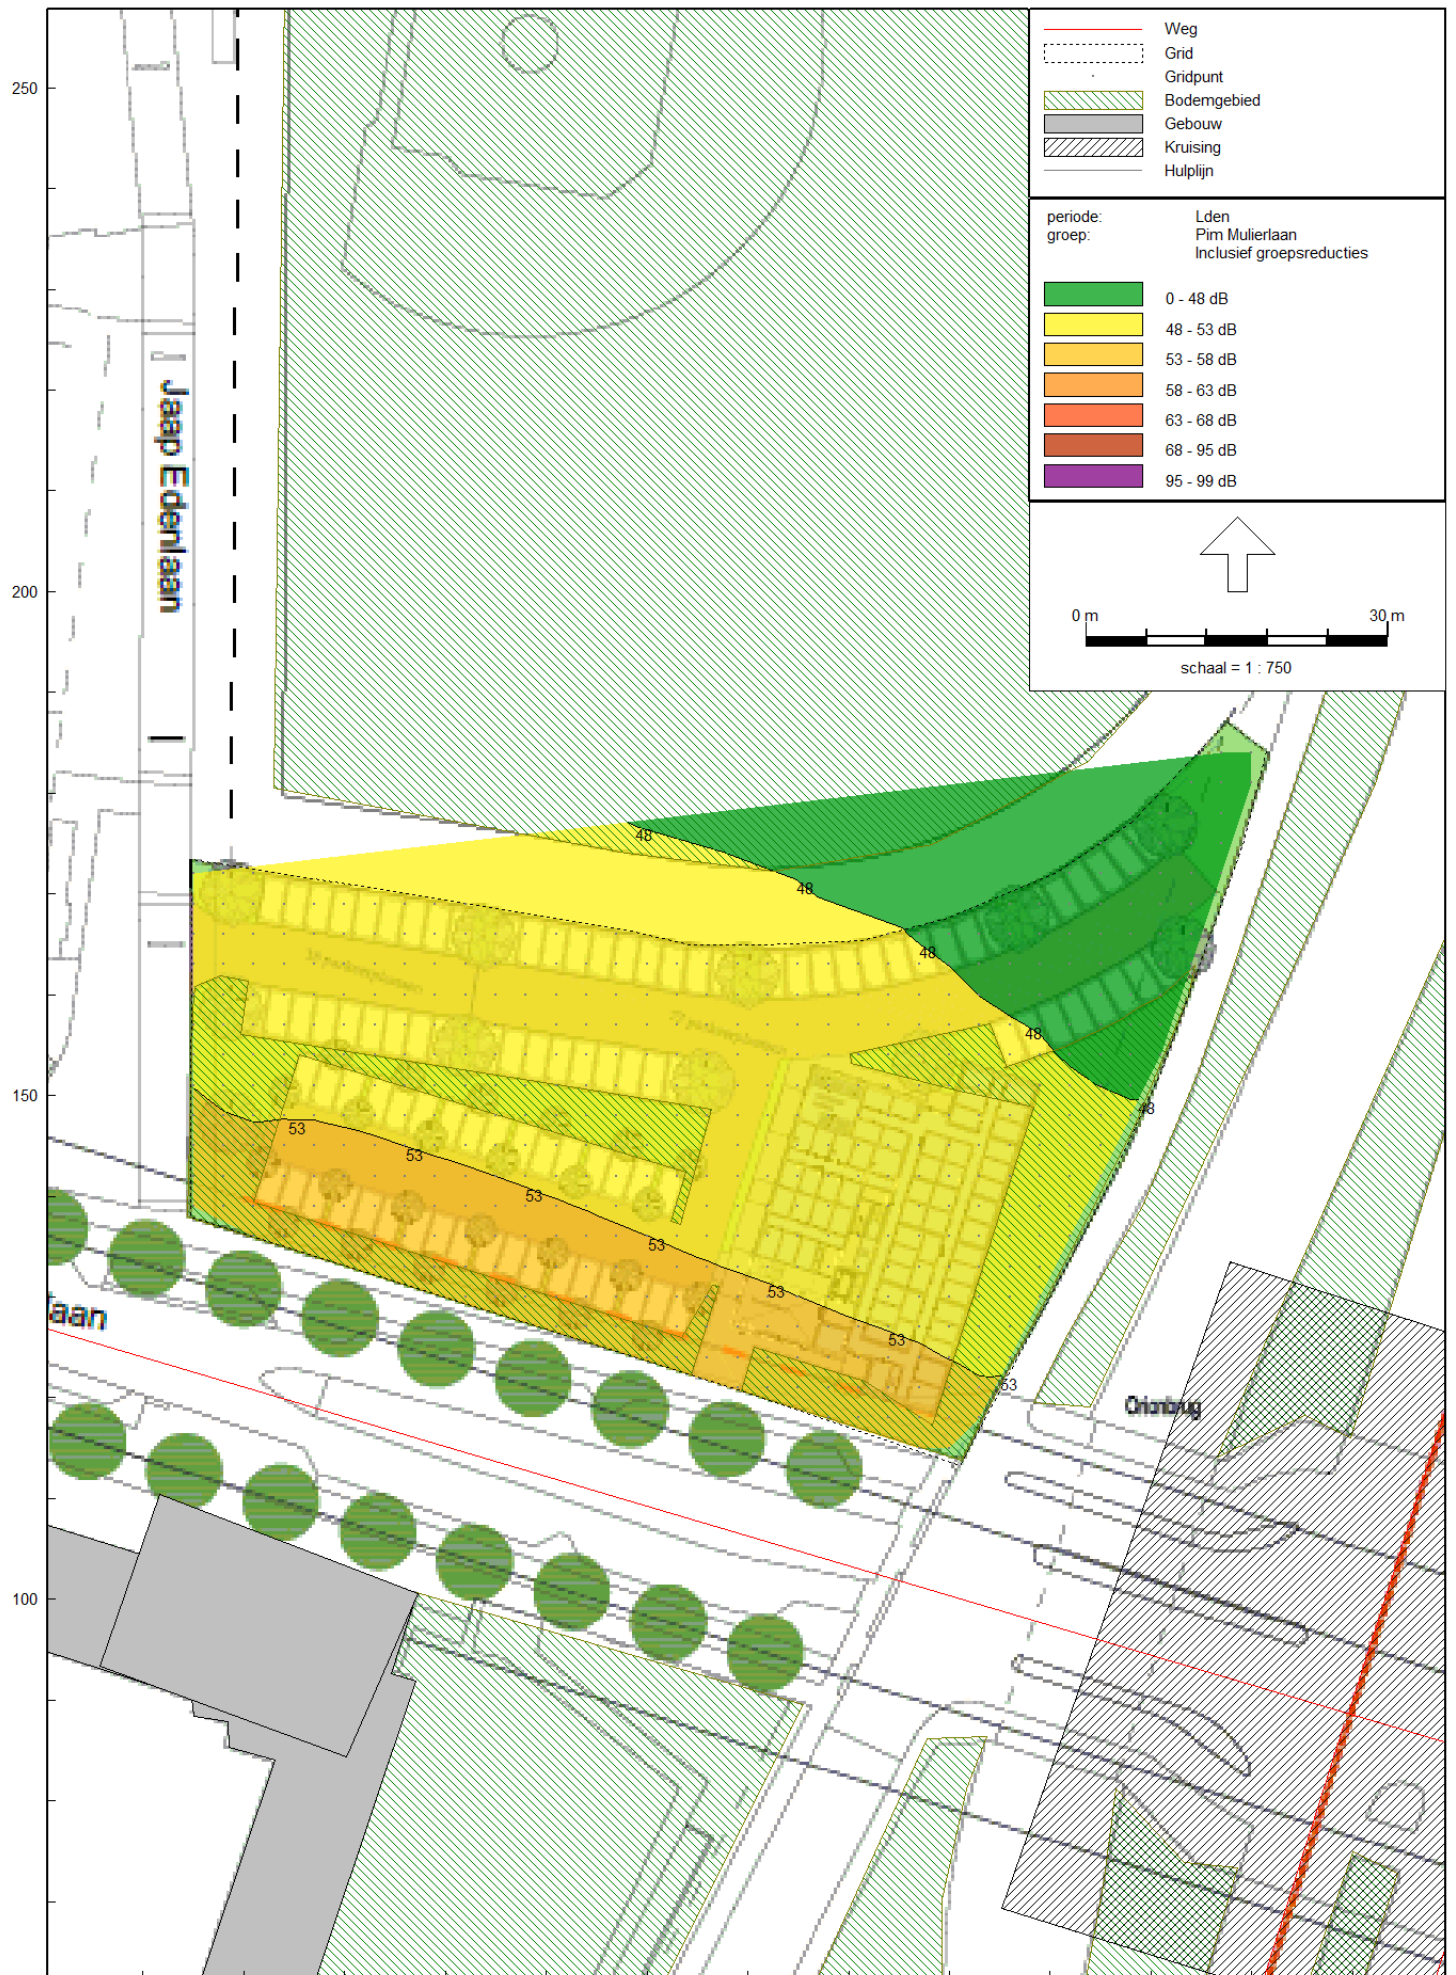 Weg
Grid
Gridpunt
Bodemgebied
Gebouw
Kruising
Hulplijn
periode: Lden
groep: Pim Mulierlaan
Inclusief groepsreducties
0 - 48 dB
48 - 53 dB
53 - 58 dB
58 - 63 dB
63 - 68 dB
68 - 95 dB
95 - 99 dB
0 m 30 m
schaal = 1 : 750
250
200
150
100
Jaap Edenlaan
48
48
48
48
48
53
53
53
53
53
53
53
laan
Orionbrug